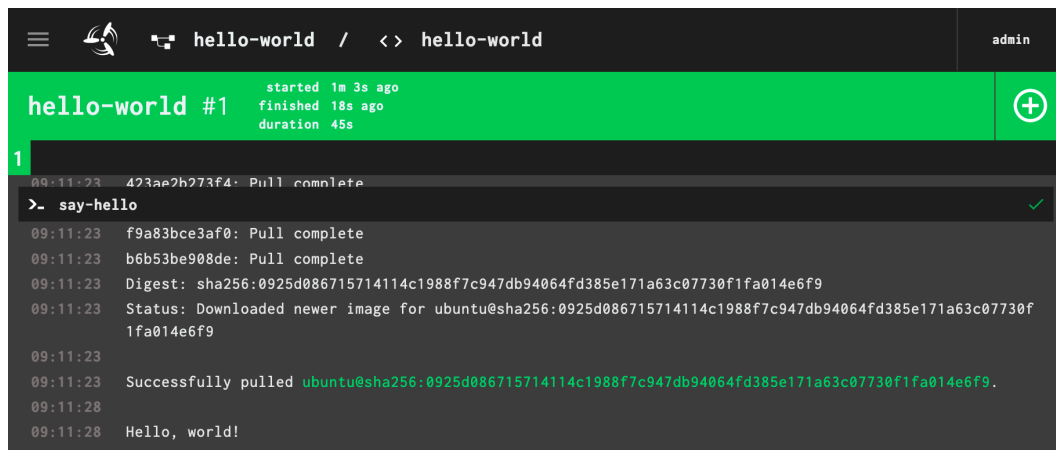 hello-world / <> hello-world
admin
hello-world #1
started 1m 3s ago
finished 18s ago
duration 45s
1
09:11:23 423ae2b273f4: Pull complete
>_ say-hello
09:11:23 f9a83bce3af0: Pull complete
09:11:23 b6b53be908de: Pull complete
09:11:23 Digest: sha256:0925d086715714114c1988f7c947db94064fd385e171a63c07730f1fa014e6f9
09:11:23 Status: Downloaded newer image for ubuntu@sha256:0925d086715714114c1988f7c947db94064fd385e171a63c07730f
1fa014e6f9
09:11:23
09:11:23 Successfully pulled ubuntu@sha256:0925d086715714114c1988f7c947db94064fd385e171a63c07730f1fa014e6f9.
09:11:28
09:11:28 Hello, world!